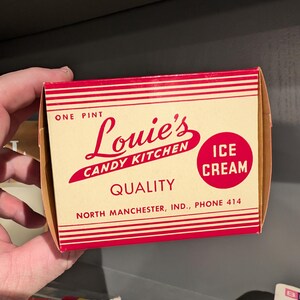 ONE PINT
Louie's
CANDY KITCHEN
ICE
CREAM
QUALITY
NORTH MANCHESTER, IND., PHONE 414